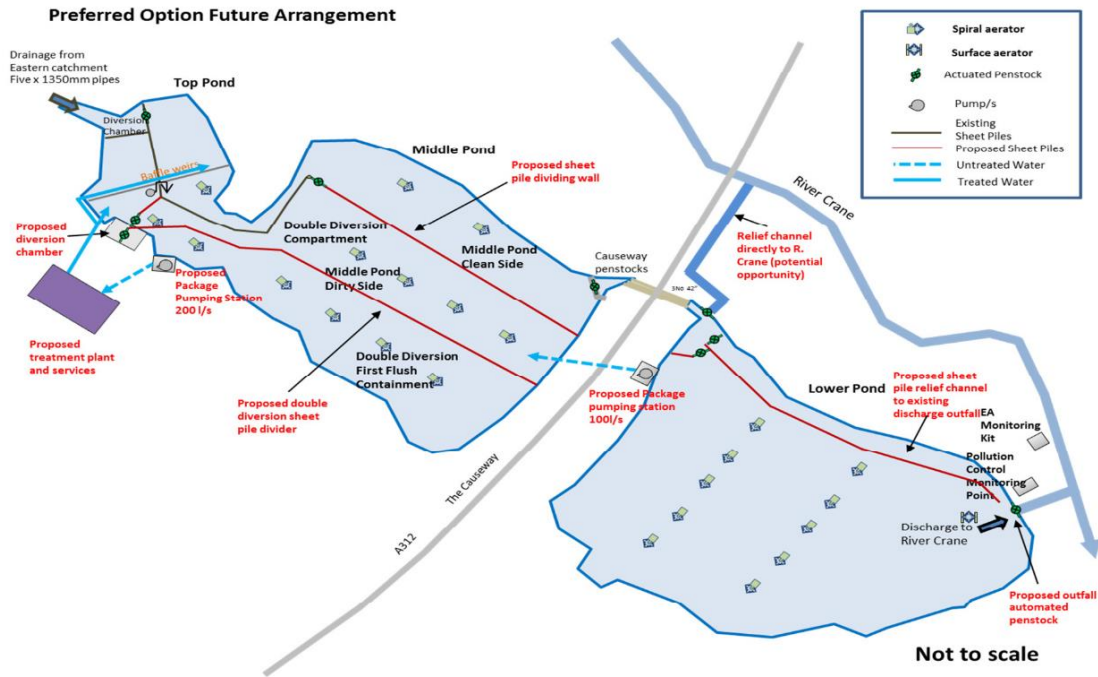 Preferred Option Future Arrangement
Drainage from
Eastern catchment
Five x 1350mm pipes
Top Pond
Diversion
Chamber
Baffle weirs
Middle Pond
Proposed sheet
pile dividing wall
Double Diversion
Compartment
Middle Pond
Clean Side
Middle Pond
Dirty Side
Double Diversion
First Flush
Containment
Proposed
diversion
chamber
Proposed
Package
Pumping Station
200 l/s
Proposed
treatment plant
and services
Proposed double
diversion sheet
pile divider
Causeway
penstocks
3No 42"
Relief channel
directly to R.
Crane (potential
opportunity)
River Crane
Proposed Package
pumping station
100l/s
A312
The Causeway
Lower Pond
Proposed sheet
pile relief channel
to existing
discharge outfall
EA
Monitoring
Kit
Pollution
Control
Monitoring
Point
Discharge to
River Crane
Proposed outfall
automated
penstock
Not to scale
Spiral aerator
Surface aerator
Actuated Penstock
Pump/s
Existing
Sheet Piles
Proposed Sheet Piles
Untreated Water
Treated Water